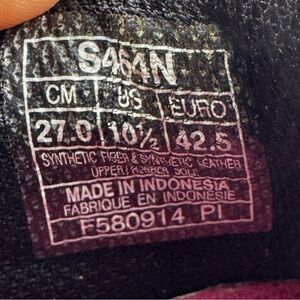 S464N
CM US EURO
27.0 10½ 42.5
SYNTHETIC FIBER & SYNTHETIC LEATHER
UPPER / RUBBER SOLE
MADE IN INDONESIA
FABRIQUE EN INDONESIE
F580914 PI